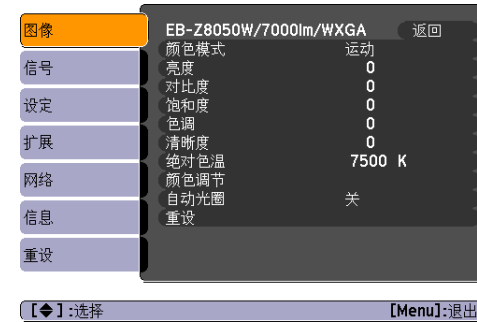 图像
信号
设定
扩展
网络
信息
重设
EB-Z8050W/7000lm/WXGA 返回
颜色模式 运动
亮度 0
对比度 0
饱和度 0
色调 0
清晰度 0
绝对色温 7500 K
颜色调节
自动光圈 关
重设
[◆]:选择 [Menu]:退出